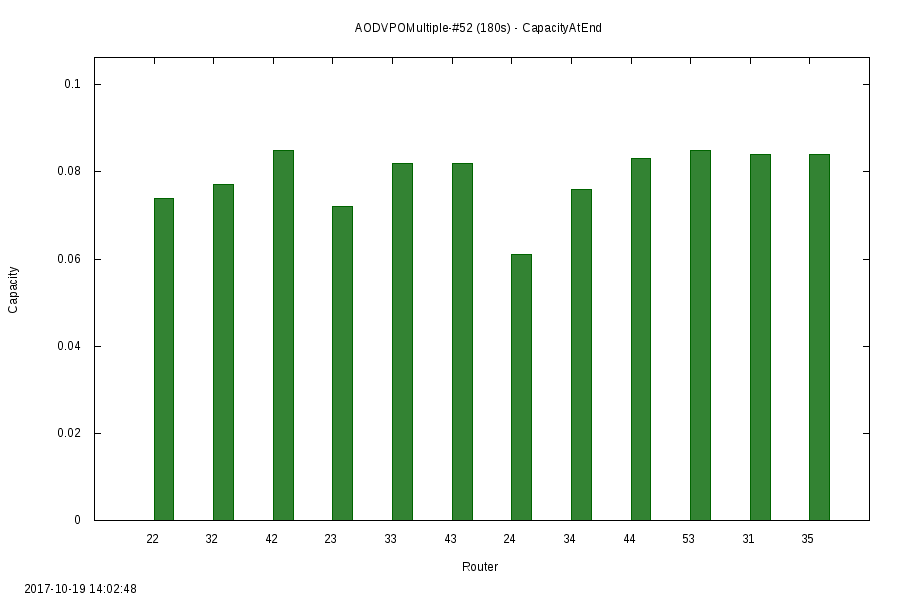 AODVPOMultiple-#52 (180s) - CapacityAtEnd
0.1
0.08
0.06
0.04
0.02
0
Capacity
22 32 42 23 33 43 24 34 44 53 31 35
Router
2017-10-19 14:02:48